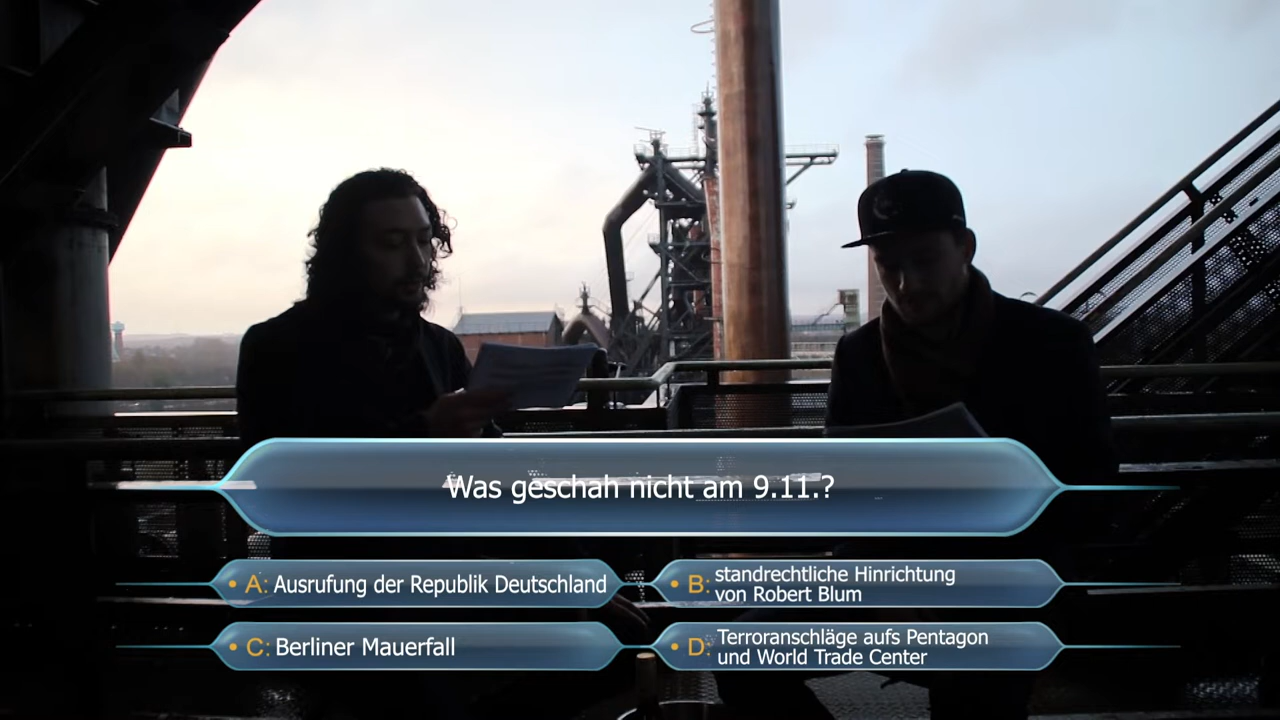 Was geschah nicht am 9.11.?
A: Ausrufung der Republik Deutschland
B: standrechtliche Hinrichtung
von Robert Blum
C: Berliner Mauerfall
D: Terroranschläge aufs Pentagon
und World Trade Center